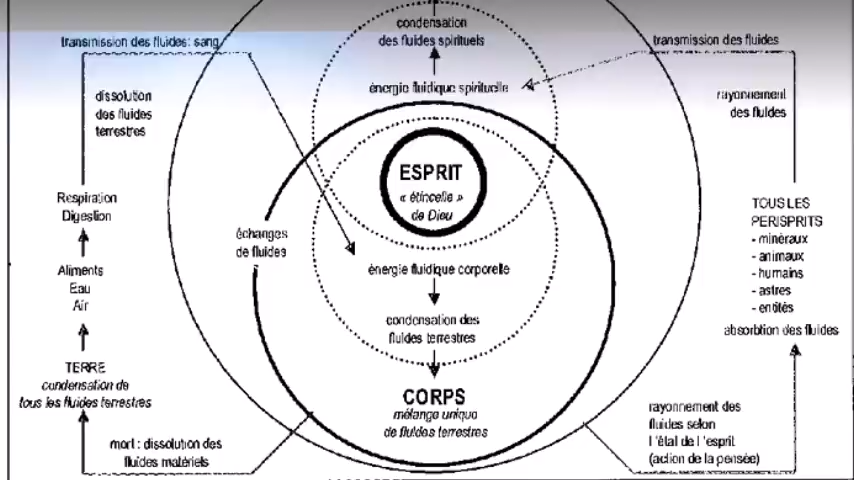 condensation
des fluides spirituels
transmission des fluides: sang
transmission des fluides
énergie fluidique spirituelle
dissolution
des fluides
terrestres
rayonnement
des fluides
ESPRIT
« étincelle »
de Dieu
Respiration
Digestion
TOUS LES
PERISPRITS
- minéraux
- animaux
- humains
- astres
- entités
échanges
de fluides
énergie fluidique corporelle
Aliments
Eau
Air
condensation des
fluides terrestres
absorbtion des fluides
TERRE
condensation de
tous les fluides terrestres
CORPS
mélange unique
de fluides terrestres
rayonnement des
fluides selon
l 'étal de l 'esprit
(action de la pensée)
mort : dissolution des
fluides matériels